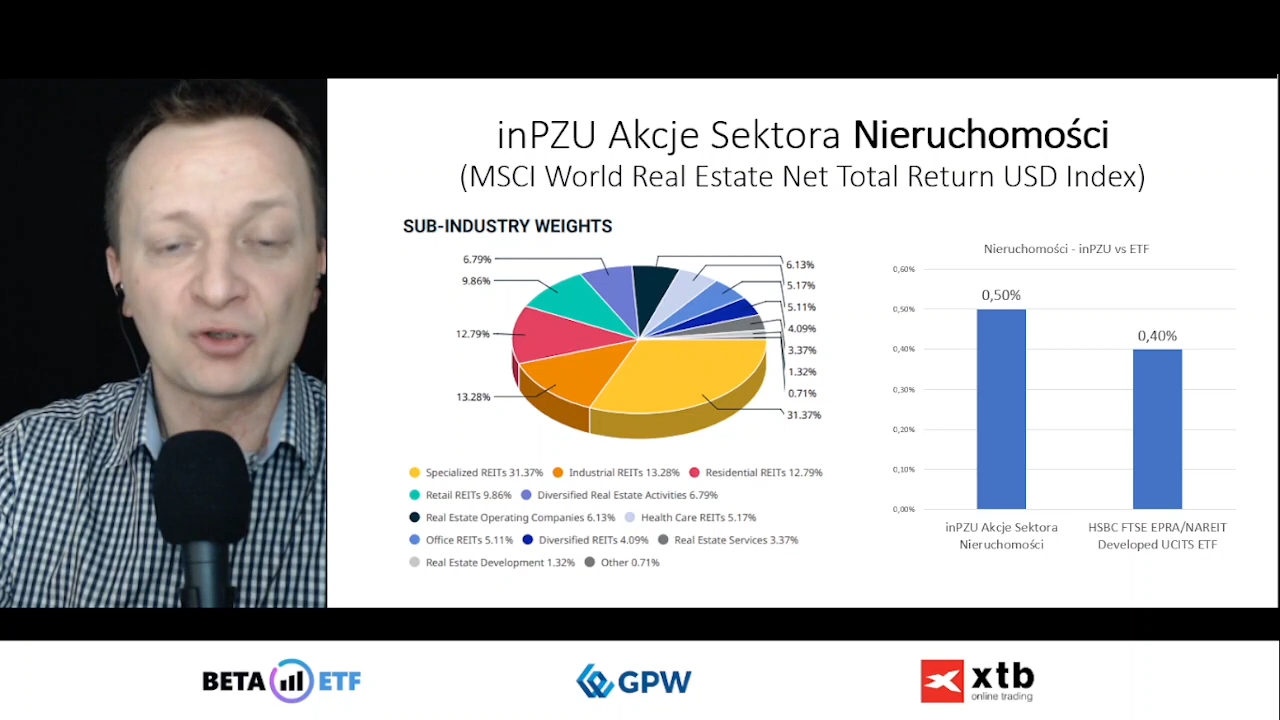 inPZU Akcje Sektora Nieruchomości
(MSCI World Real Estate Net Total Return USD Index)
SUB-INDUSTRY WEIGHTS
6.79%
9.86%
12.79%
13.28%
6.13%
5.17%
5.11%
4.09%
3.37%
1.32%
0.71%
31.37%
Specialized REITs 31.37% Industrial REITs 13.28% Residential REITs 12.79%
Retail REITs 9.86% Diversified Real Estate Activities 6.79%
Real Estate Operating Companies 6.13% Health Care REITs 5.17%
Office REITs 5.11% Diversified REITs 4.09% Real Estate Services 3.37%
Real Estate Development 1.32% Other 0.71%
Nieruchomości - inPZU vs ETF
0,60%
0,50%
0,40%
0,30%
0,20%
0,10%
0,00%
0,50%
0,40%
inPZU Akcje Sektora
Nieruchomości
HSBC FTSE EPRA/NAREIT
Developed UCITS ETF
BETA ETF
GPW
xtb
online trading